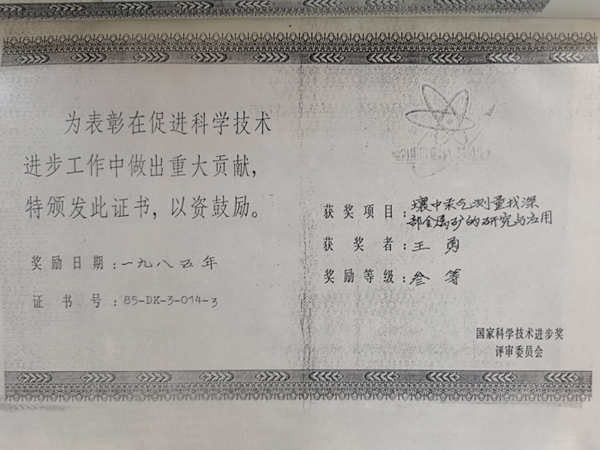 为表彰在促进科学技术
进步工作中做出重大贡献，
特颁发此证书，以资鼓励。
奖励日期：一九八五年
证书号：85-DK-3-014-3
获奖项目：壤中汞气测量找深
部金属矿的研究与应用
获奖者：王勇
奖励等级：叁等
国家科学技术进步奖
评审委员会